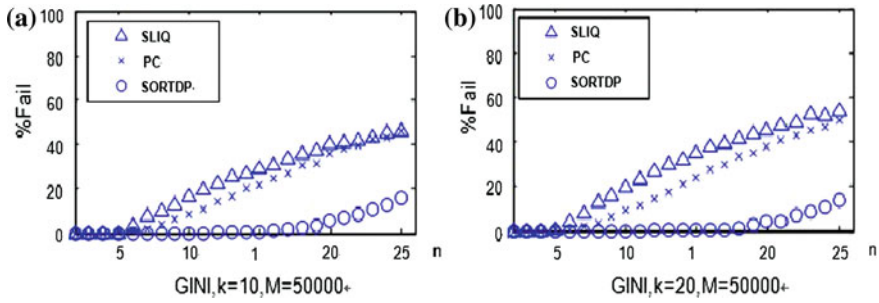 (a)
100
80
60
40
20
0
%Fail
SLIQ
PC
SORTDP.
5 10 1 20 25 n
GINI,k=10,M=50000
(b)
100
80
60
40
20
0
%Fail
SLIQ
PC
SORTDP
5 10 1 20 25 n
GINI,k=20,M=50000